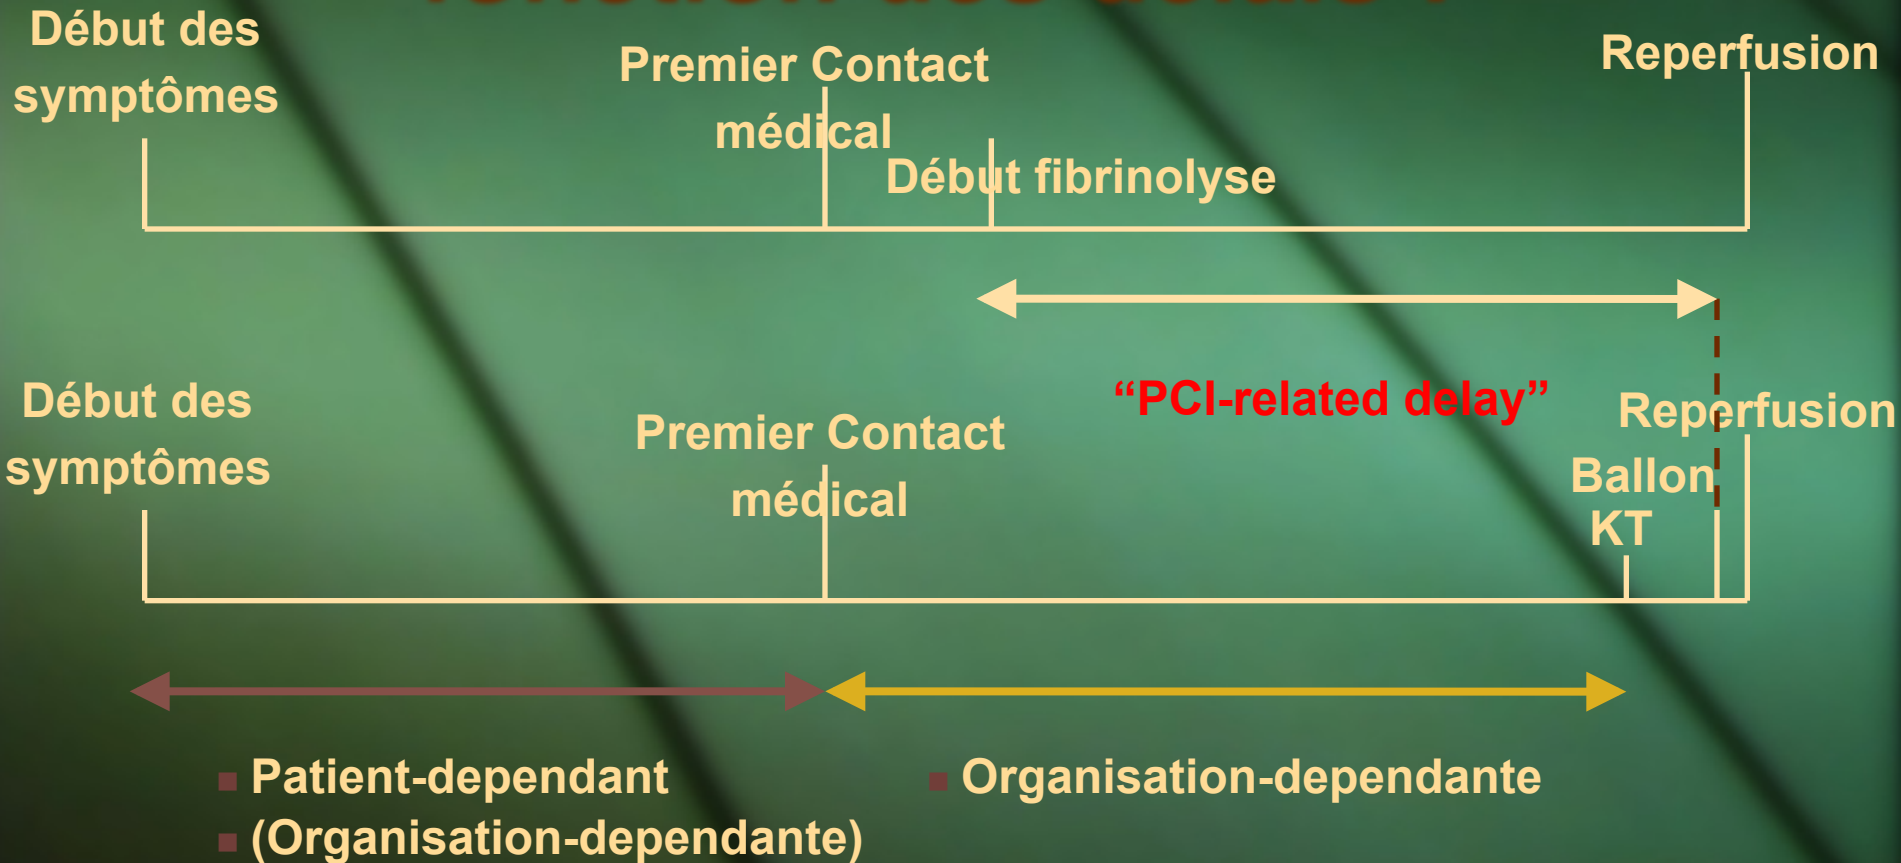 Début des
symptômes
Premier Contact
médical
Début fibrinolyse
Reperfusion
“PCI-related delay”
Début des
symptômes
Premier Contact
médical
Reperfusion
Ballon
KT
Patient-dependant
(Organisation-dependante)
Organisation-dependante